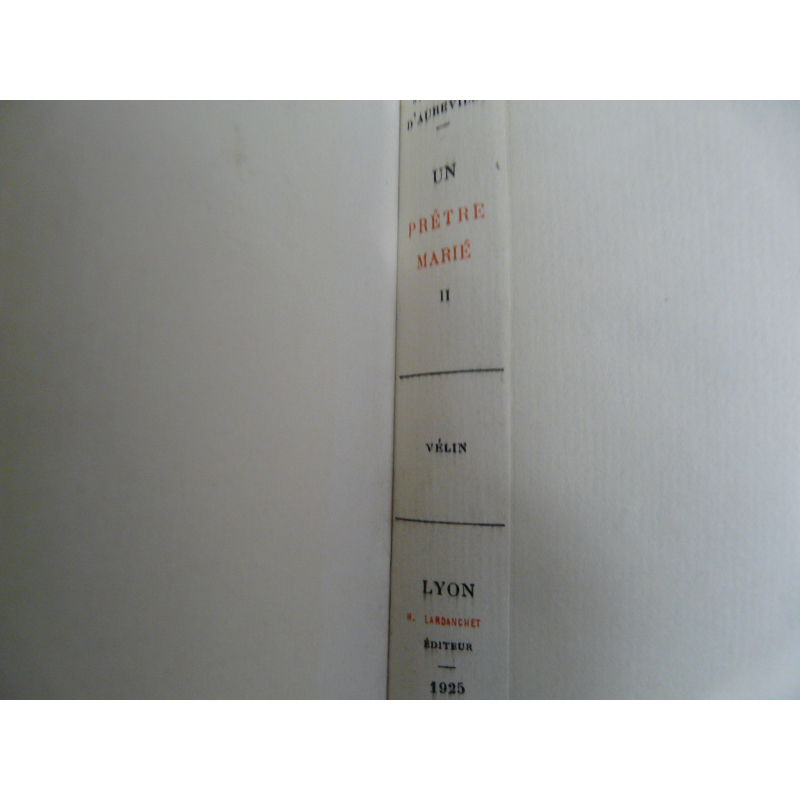 D'AUREVILLY
UN
PRÊTRE
MARIÉ
II
VÉLIN
LYON
H. LARDANCHET
ÉDITEUR
1925